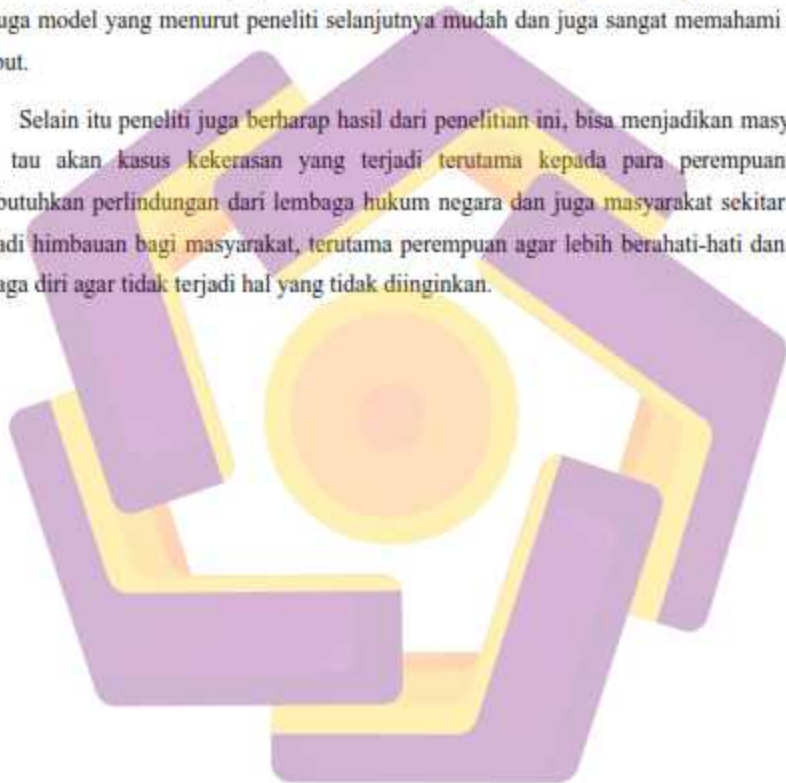 uga model yang menurut peneliti selanjutnya mudah dan juga sangat memahami
out.
Selain itu peneliti juga berharap hasil dari penelitian ini, bisa menjadikan masy
tau akan kasus kekerasan yang terjadi terutama kepada para perempuan
butuhkan perlindungan dari lembaga hukum negara dan juga masyarakat sekitar
adi himbauan bagi masyarakat, terutama perempuan agar lebih berahati-hati dan
aga diri agar tidak terjadi hal yang tidak diinginkan.